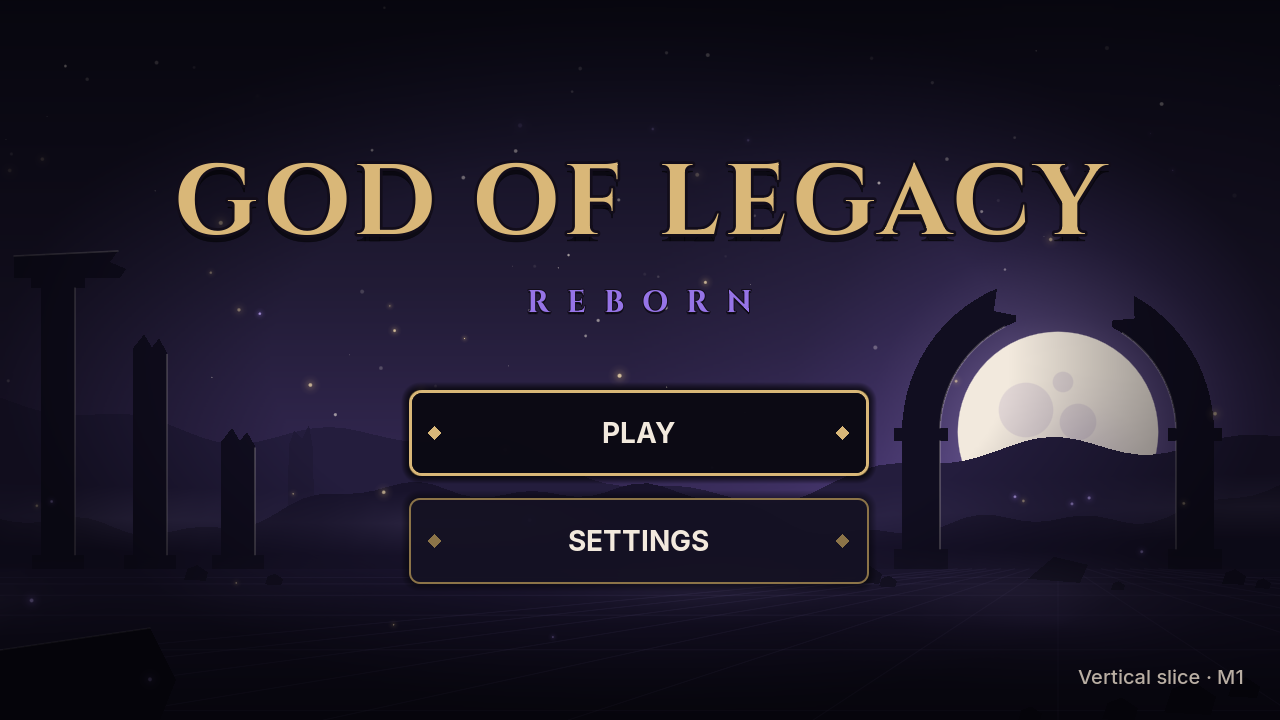 GOD OF LEGACY
REBORN
PLAY
SETTINGS
Vertical slice · M1